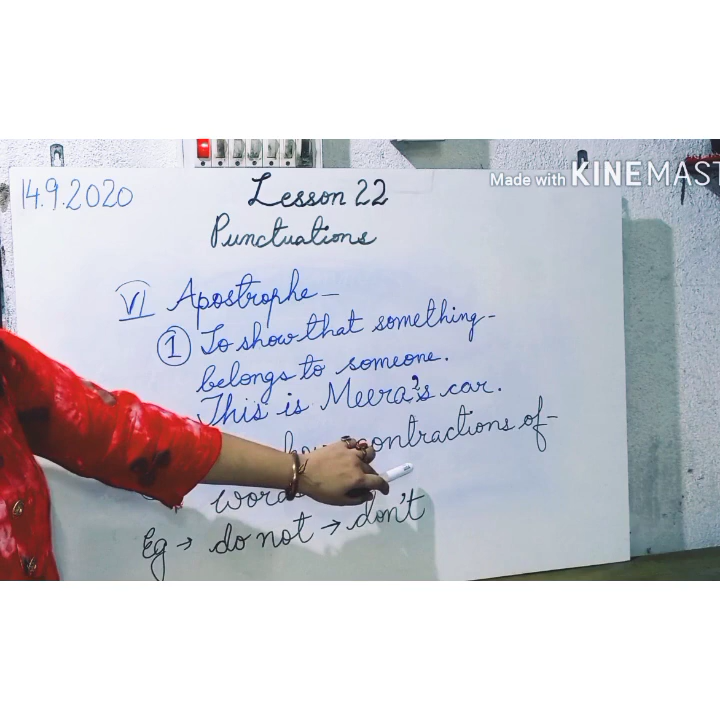 Made with KINEMAST
14.9.2020
Lesson 22
Punctuations
VI Apostrophe –
1 To show that something -
belongs to someone.
This is Meera's car.
contractions of -
Eg → do not → don't